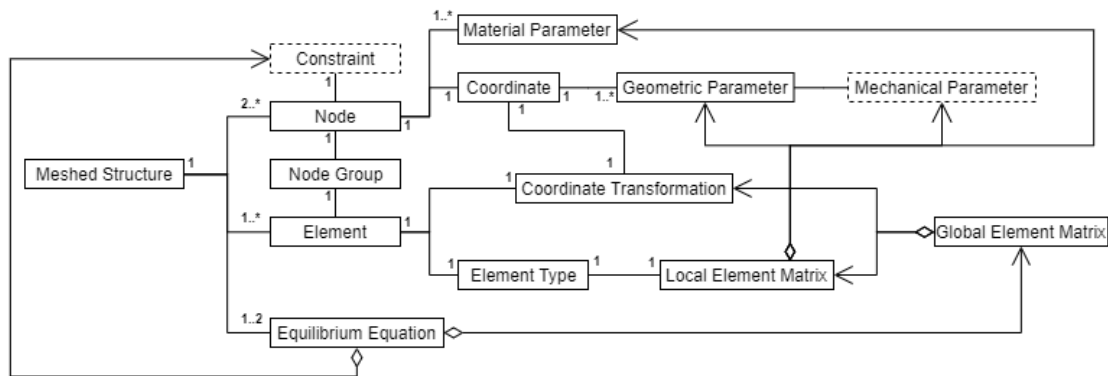 1..*
Material Parameter
Constraint
1
1
2..*
Node
1
1
Coordinate
1
1..*
Geometric Parameter
Mechanical Parameter
1
1
Meshed Structure
1
Node Group
1
1
Coordinate Transformation
1..*
Element
1
Global Element Matrix
1
Element Type
1
1
Local Element Matrix
1..2
Equilibrium Equation